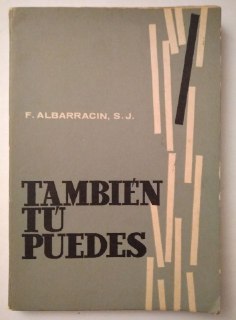 F. ALBARRACIN, S. J.
TAMBIÉN
TÚ
PUEDES